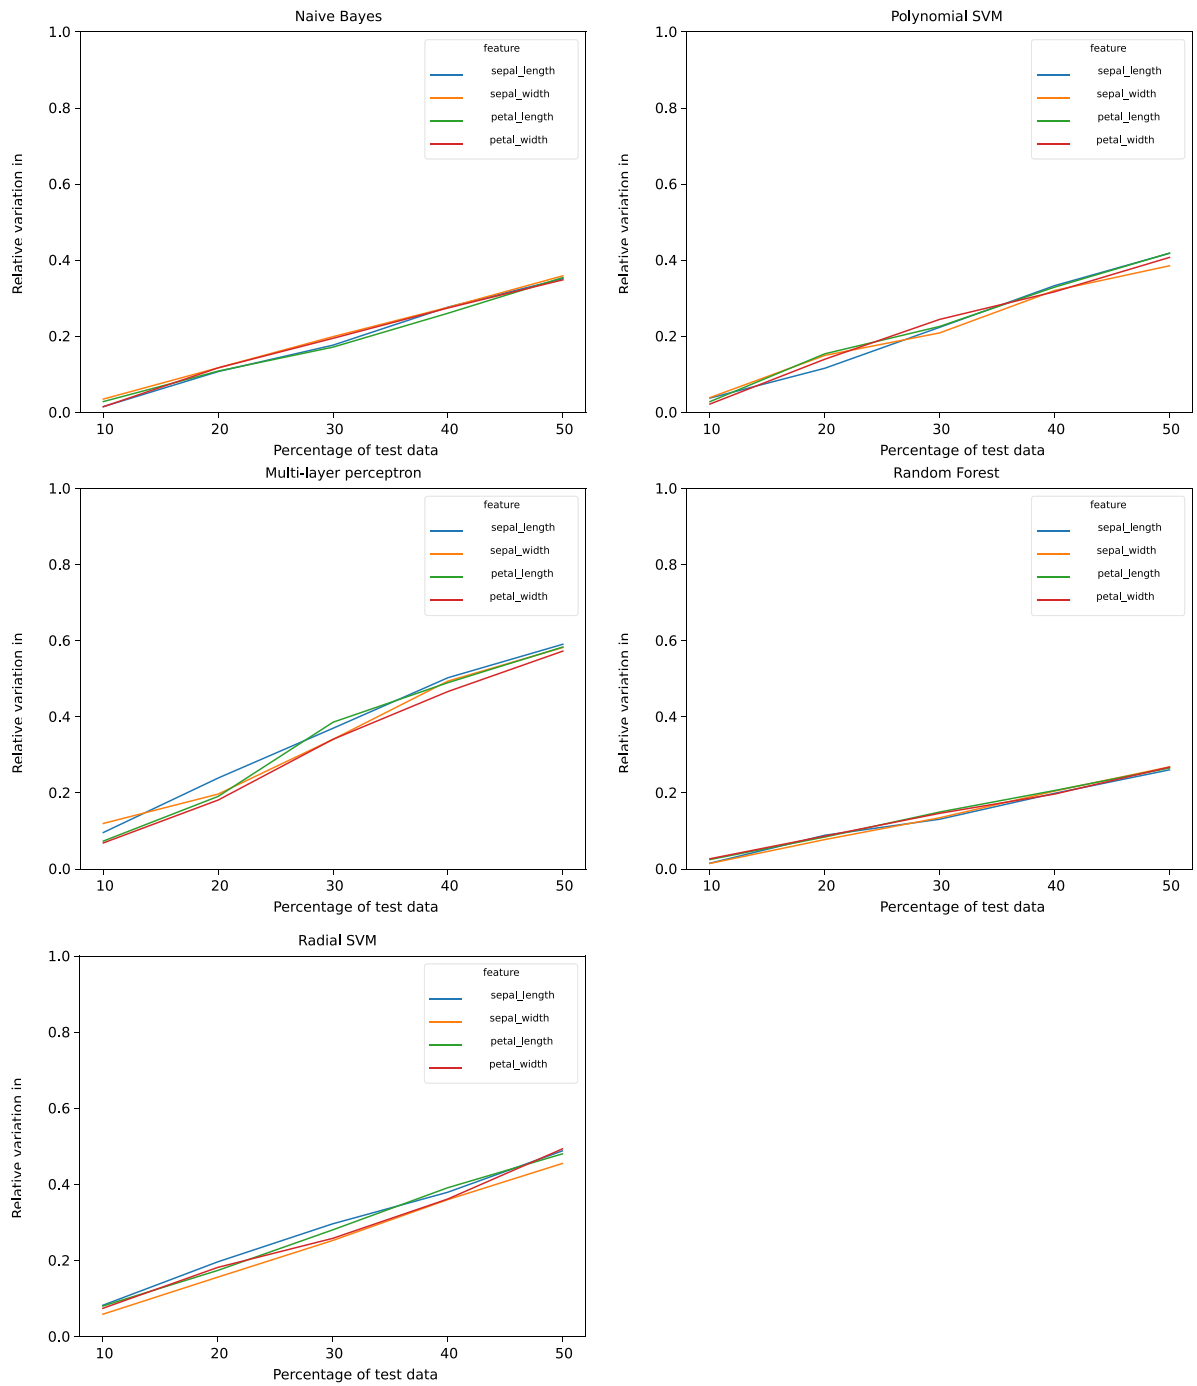 Naive Bayes
Relative variation in
1.0
0.8
0.6
0.4
0.2
0.0
10 20 30 40 50
Percentage of test data
feature
sepal_length
sepal_width
petal_length
petal_width
Polynomial SVM
Relative variation in
1.0
0.8
0.6
0.4
0.2
0.0
10 20 30 40 50
Percentage of test data
feature
sepal_length
sepal_width
petal_length
petal_width
Multi-layer perceptron
Relative variation in
1.0
0.8
0.6
0.4
0.2
0.0
10 20 30 40 50
Percentage of test data
feature
sepal_length
sepal_width
petal_length
petal_width
Random Forest
Relative variation in
1.0
0.8
0.6
0.4
0.2
0.0
10 20 30 40 50
Percentage of test data
feature
sepal_length
sepal_width
petal_length
petal_width
Radial SVM
Relative variation in
1.0
0.8
0.6
0.4
0.2
0.0
10 20 30 40 50
Percentage of test data
feature
sepal_length
sepal_width
petal_length
petal_width